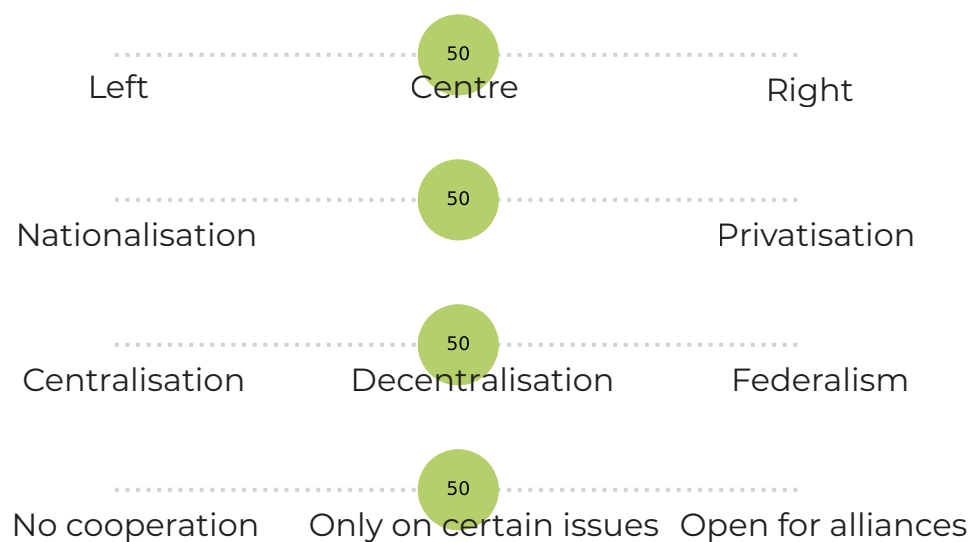 50
Left Centre Right
50
Nationalisation Privatisation
50
Centralisation Decentralisation Federalism
50
No cooperation Only on certain issues Open for alliances